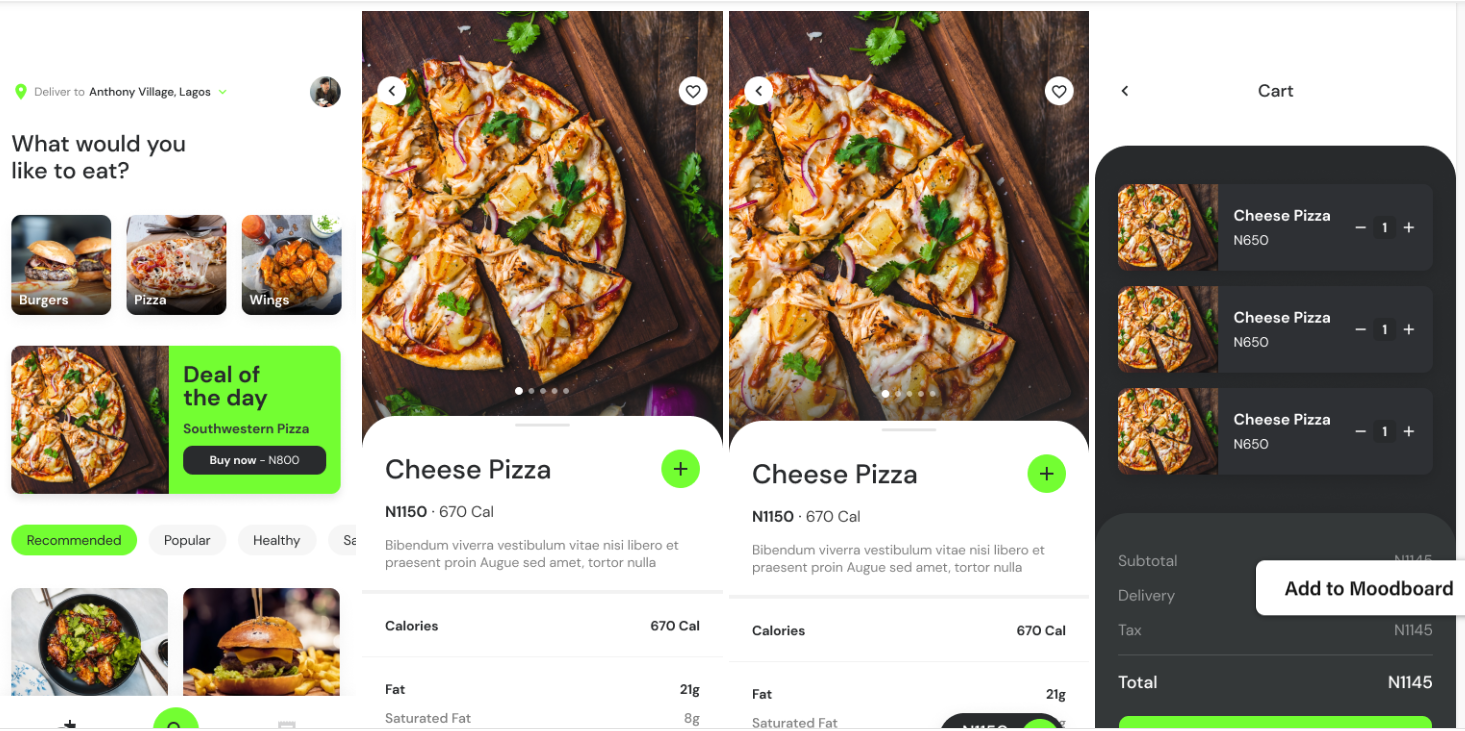 Deliver to Anthony Village, Lagos
What would you
like to eat?
Burgers
Pizza
Wings
Deal of
the day
Southwestern Pizza
Buy now - N800
Recommended
Popular
Healthy
Sa
Cheese Pizza
+
N1150 · 670 Cal
Bibendum viverra vestibulum vitae nisi libero et
praesent proin Augue sed amet, tortor nulla
Calories 670 Cal
Fat 21g
Saturated Fat 8g
Cheese Pizza
+
N1150 · 670 Cal
Bibendum viverra vestibulum vitae nisi libero et
praesent proin Augue sed amet, tortor nulla
Calories 670 Cal
Fat 21g
Saturated Fat
N1150
Cart
Cheese Pizza
N650
− 1 +
Cheese Pizza
N650
− 1 +
Cheese Pizza
N650
− 1 +
Subtotal N1145
Delivery
Add to Moodboard
Tax N1145
Total N1145